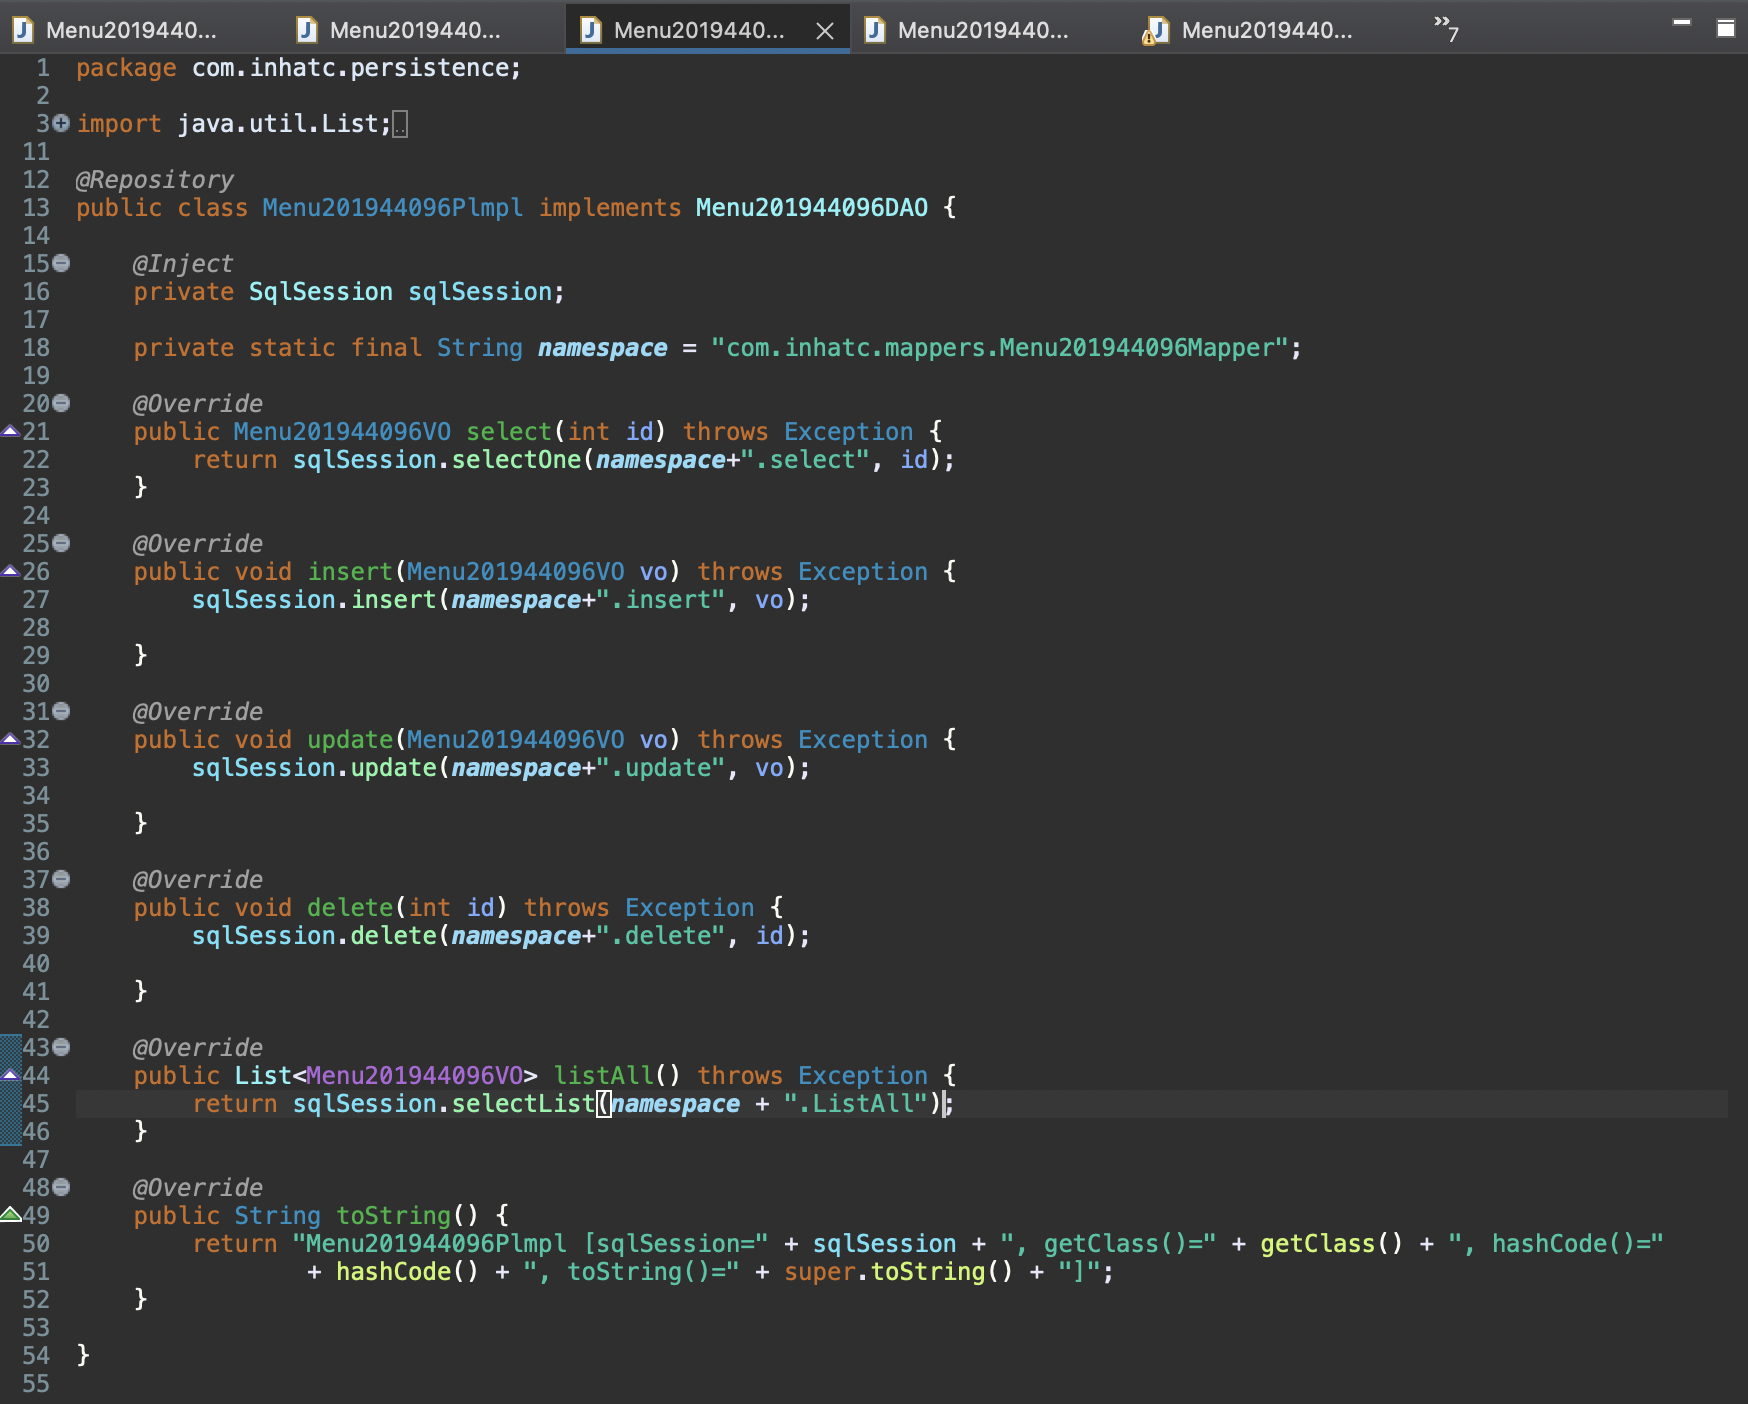 Menu2019440... Menu2019440... Menu2019440... Menu2019440... Menu2019440... »7
1 package com.inhatc.persistence;
2
3 import java.util.List;..
11
12 @Repository
13 public class Menu201944096Plmpl implements Menu201944096DAO {
14
15 @Inject
16 private SqlSession sqlSession;
17
18 private static final String namespace = "com.inhatc.mappers.Menu201944096Mapper";
19
20 @Override
21 public Menu201944096VO select(int id) throws Exception {
22 return sqlSession.selectOne(namespace+".select", id);
23 }
24
25 @Override
26 public void insert(Menu201944096VO vo) throws Exception {
27 sqlSession.insert(namespace+".insert", vo);
28
29 }
30
31 @Override
32 public void update(Menu201944096VO vo) throws Exception {
33 sqlSession.update(namespace+".update", vo);
34
35 }
36
37 @Override
38 public void delete(int id) throws Exception {
39 sqlSession.delete(namespace+".delete", id);
40
41 }
42
43 @Override
44 public List<Menu201944096VO> listAll() throws Exception {
45 return sqlSession.selectList(namespace + ".ListAll");
46 }
47
48 @Override
49 public String toString() {
50 return "Menu201944096Plmpl [sqlSession=" + sqlSession + ", getClass()=" + getClass() + ", hashCode()="
51 + hashCode() + ", toString()=" + super.toString() + "]";
52 }
53
54 }
55